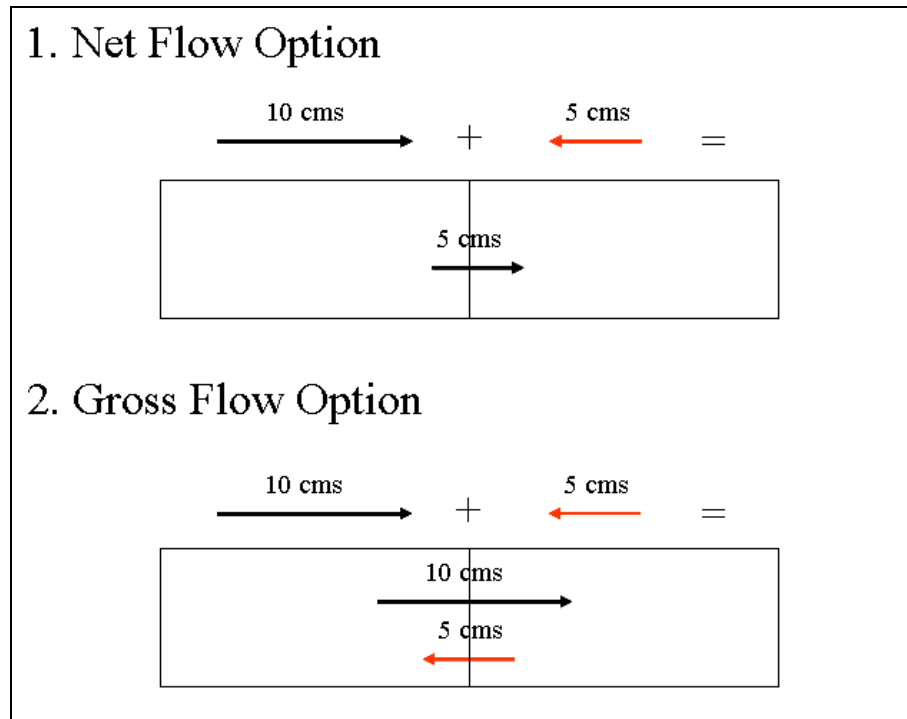 1. Net Flow Option
10 cms + 5 cms =
5 cms
2. Gross Flow Option
10 cms + 5 cms =
10 cms
5 cms